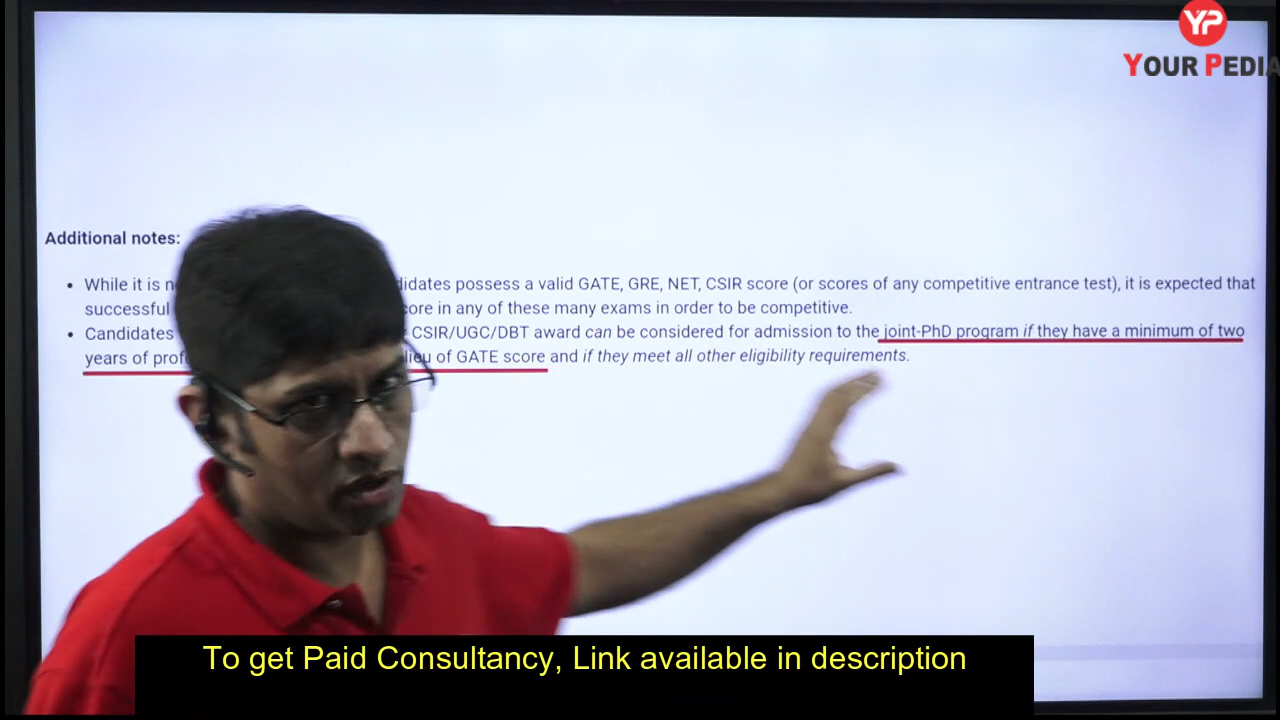 YP
YOUR PEDIA
Additional notes:
While it is didates possess a valid GATE, GRE, NET, CSIR score (or scores of any competitive entrance test), it is expected that
successful core in any of these many exams in order to be competitive.
Candidates CSIR/UGC/DBT award can be considered for admission to the joint-PhD program if they have a minimum of two
years of lieu of GATE score and if they meet all other eligibility requirements.
To get Paid Consultancy, Link available in description